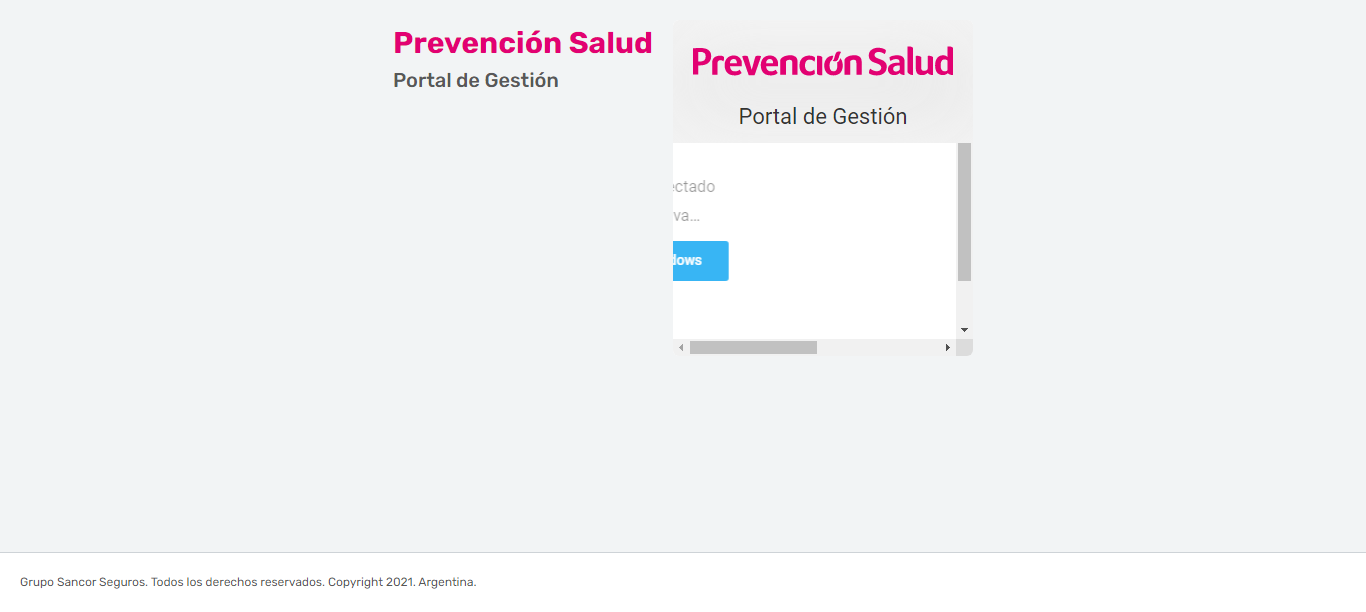 Prevención Salud
Portal de Gestión
Prevención Salud
Portal de Gestión
ectado
va...
dows
Grupo Sancor Seguros. Todos los derechos reservados. Copyright 2021. Argentina.